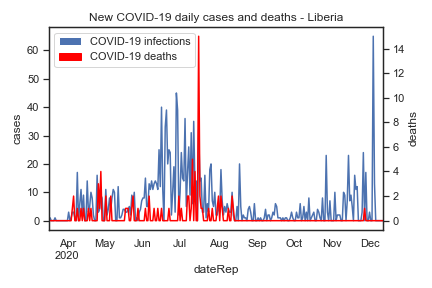 New COVID-19 daily cases and deaths - Liberia
COVID-19 infections
COVID-19 deaths
60
50
40
30
20
10
0
cases
14
12
10
8
6
4
2
0
deaths
Apr May Jun Jul Aug Sep Oct Nov Dec
2020
dateRep